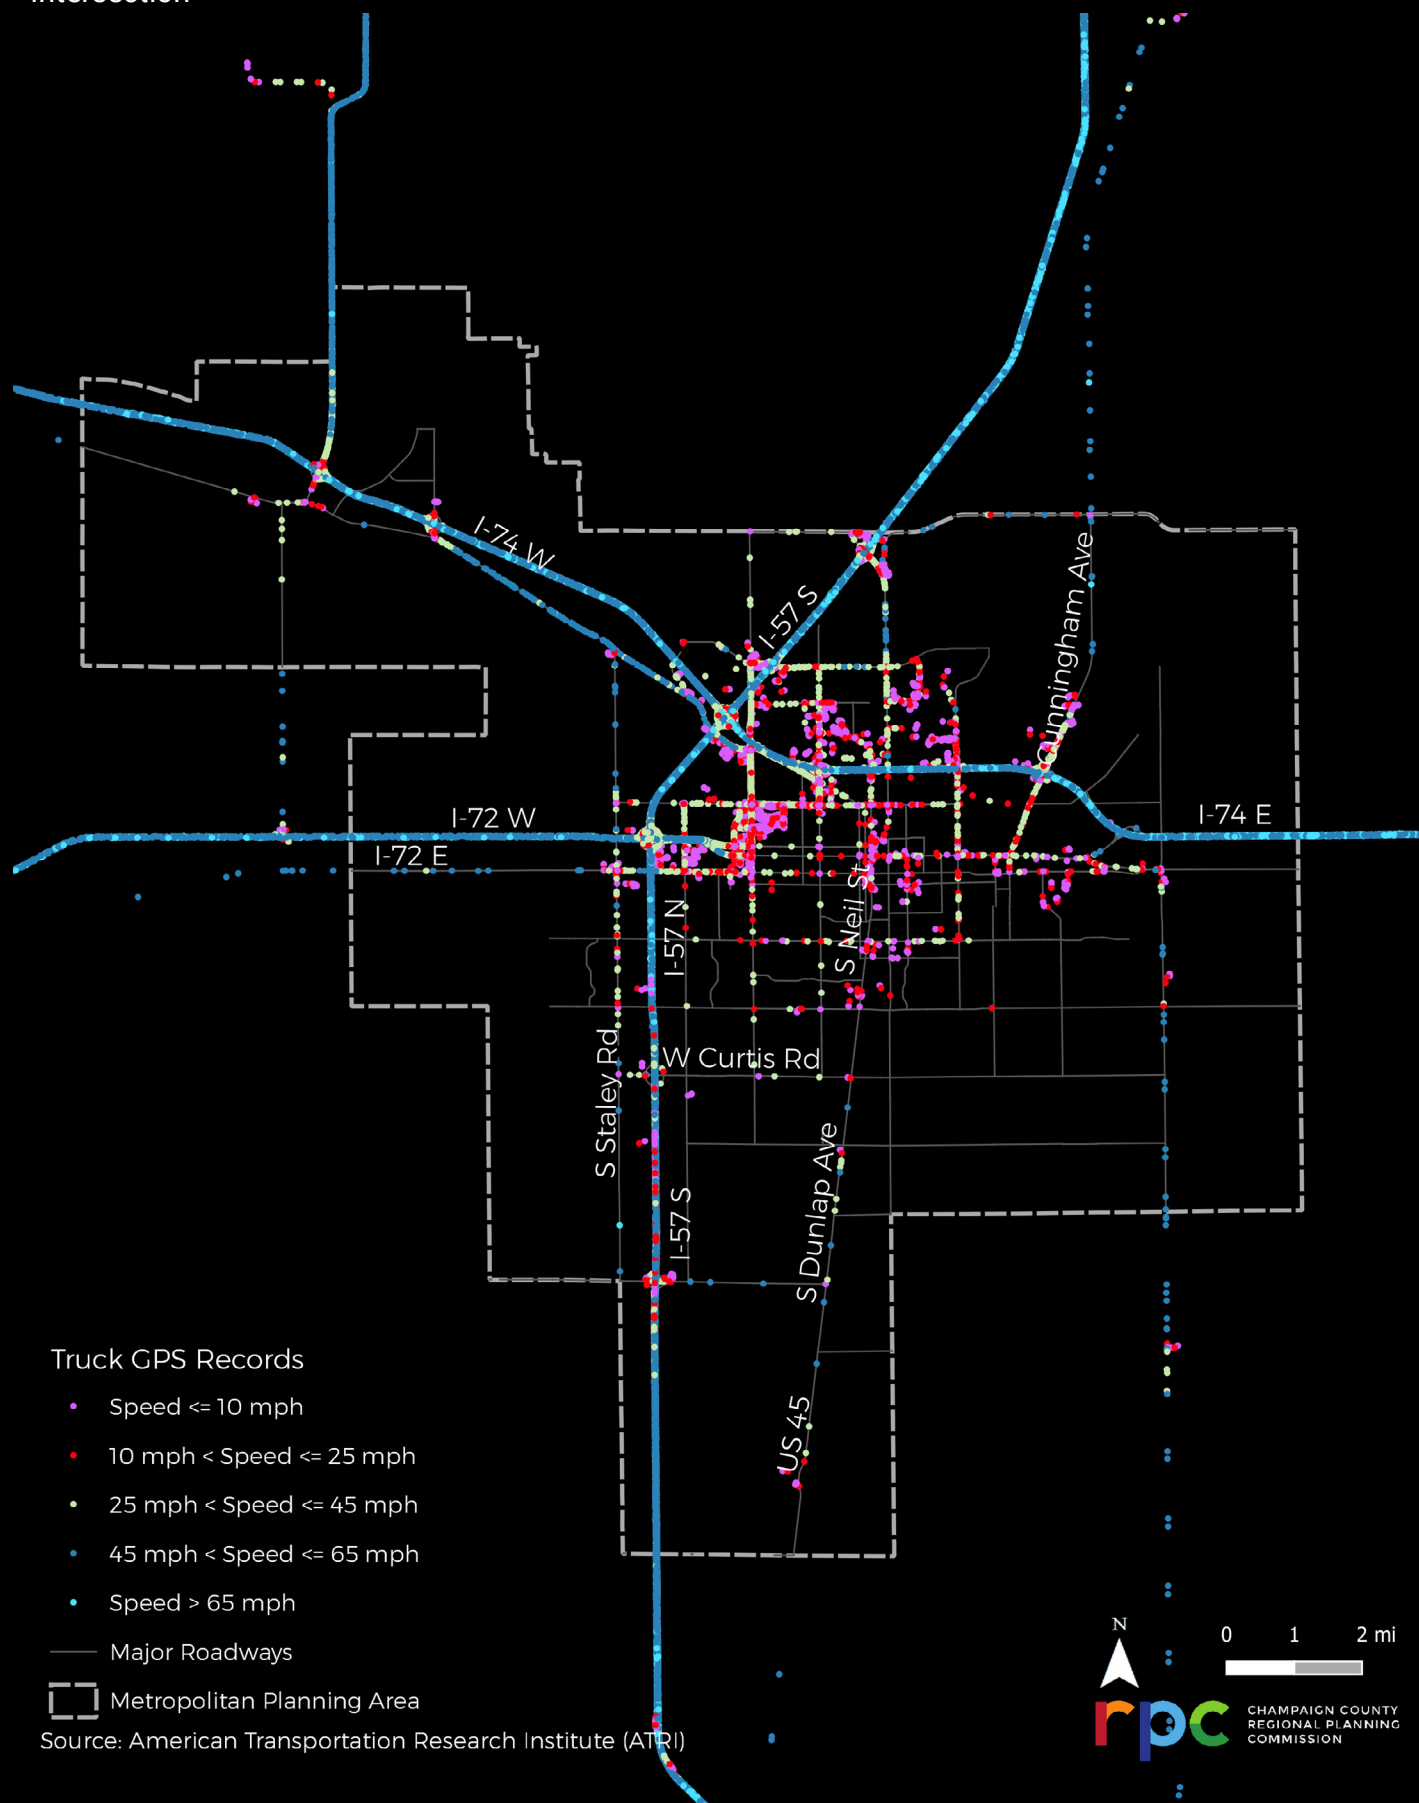 I-74 W
I-57 S
Cunningham Ave
I-72 W
I-74 E
I-72 E
S Neil St
I-57 N
W Curtis Rd
S Staley Rd
S Dunlap Ave
I-57 S
US 45
Truck GPS Records
Speed <= 10 mph
10 mph < Speed <= 25 mph
25 mph < Speed <= 45 mph
45 mph < Speed <= 65 mph
Speed > 65 mph
Major Roadways
Metropolitan Planning Area
Source: American Transportation Research Institute (ATRI)
N
0 1 2 mi
rpc
CHAMPAIGN COUNTY
REGIONAL PLANNING
COMMISSION